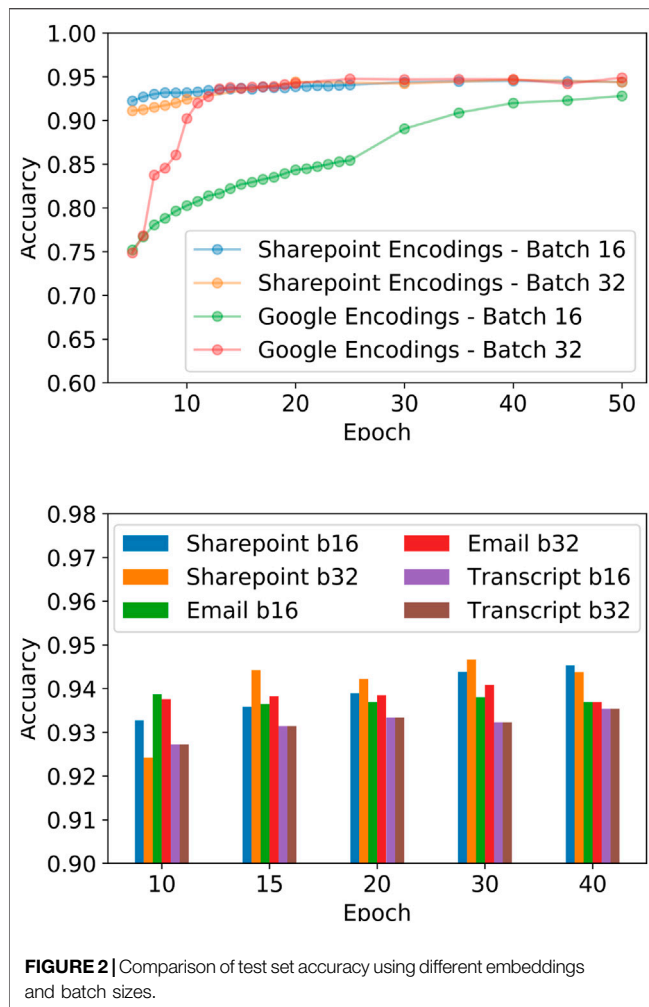 1.00
0.95
0.90
0.85
0.80
0.75
0.70
0.65
0.60
Accuarcy
Sharepoint Encodings - Batch 16
Sharepoint Encodings - Batch 32
Google Encodings - Batch 16
Google Encodings - Batch 32
10 20 30 40 50
Epoch
0.98
0.97
0.96
0.95
0.94
0.93
0.92
0.91
0.90
Accuarcy
Sharepoint b16
Sharepoint b32
Email b16
Email b32
Transcript b16
Transcript b32
10 15 20 30 40
Epoch
FIGURE 2 | Comparison of test set accuracy using different embeddings
and batch sizes.